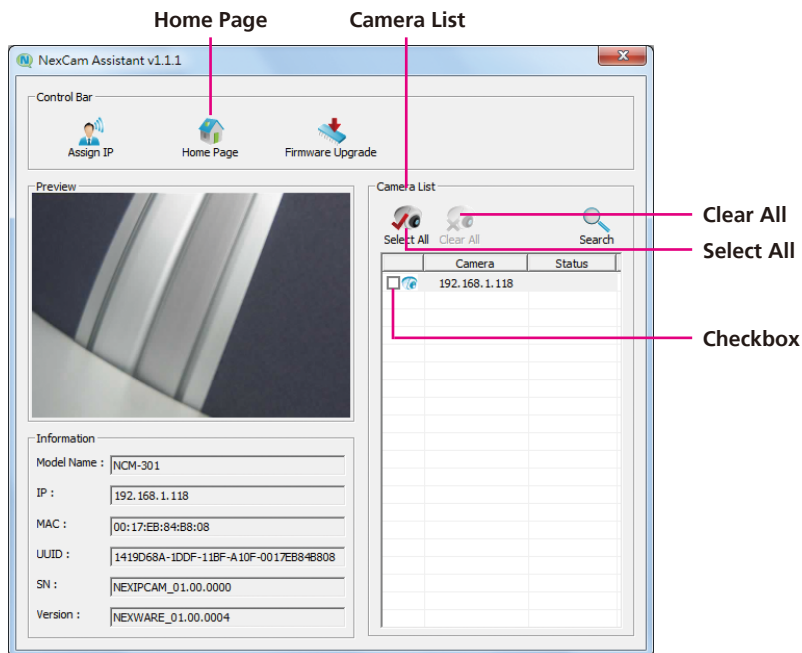 Home Page
Camera List
NexCam Assistant v1.1.1
x
Control Bar
Assign IP
Home Page
Firmware Upgrade
Preview
Camera List
Select All
Clear All
Search
Clear All
Select All
Camera
Status
192.168.1.118
Checkbox
Information
Model Name :
NCM-301
IP :
192.168.1.118
MAC :
00:17:EB:84:B8:08
UUID :
1419D68A-1DDF-11BF-A10F-0017EB84B808
SN :
NEXIPCAM_01.00.0000
Version :
NEXWARE_01.00.0004